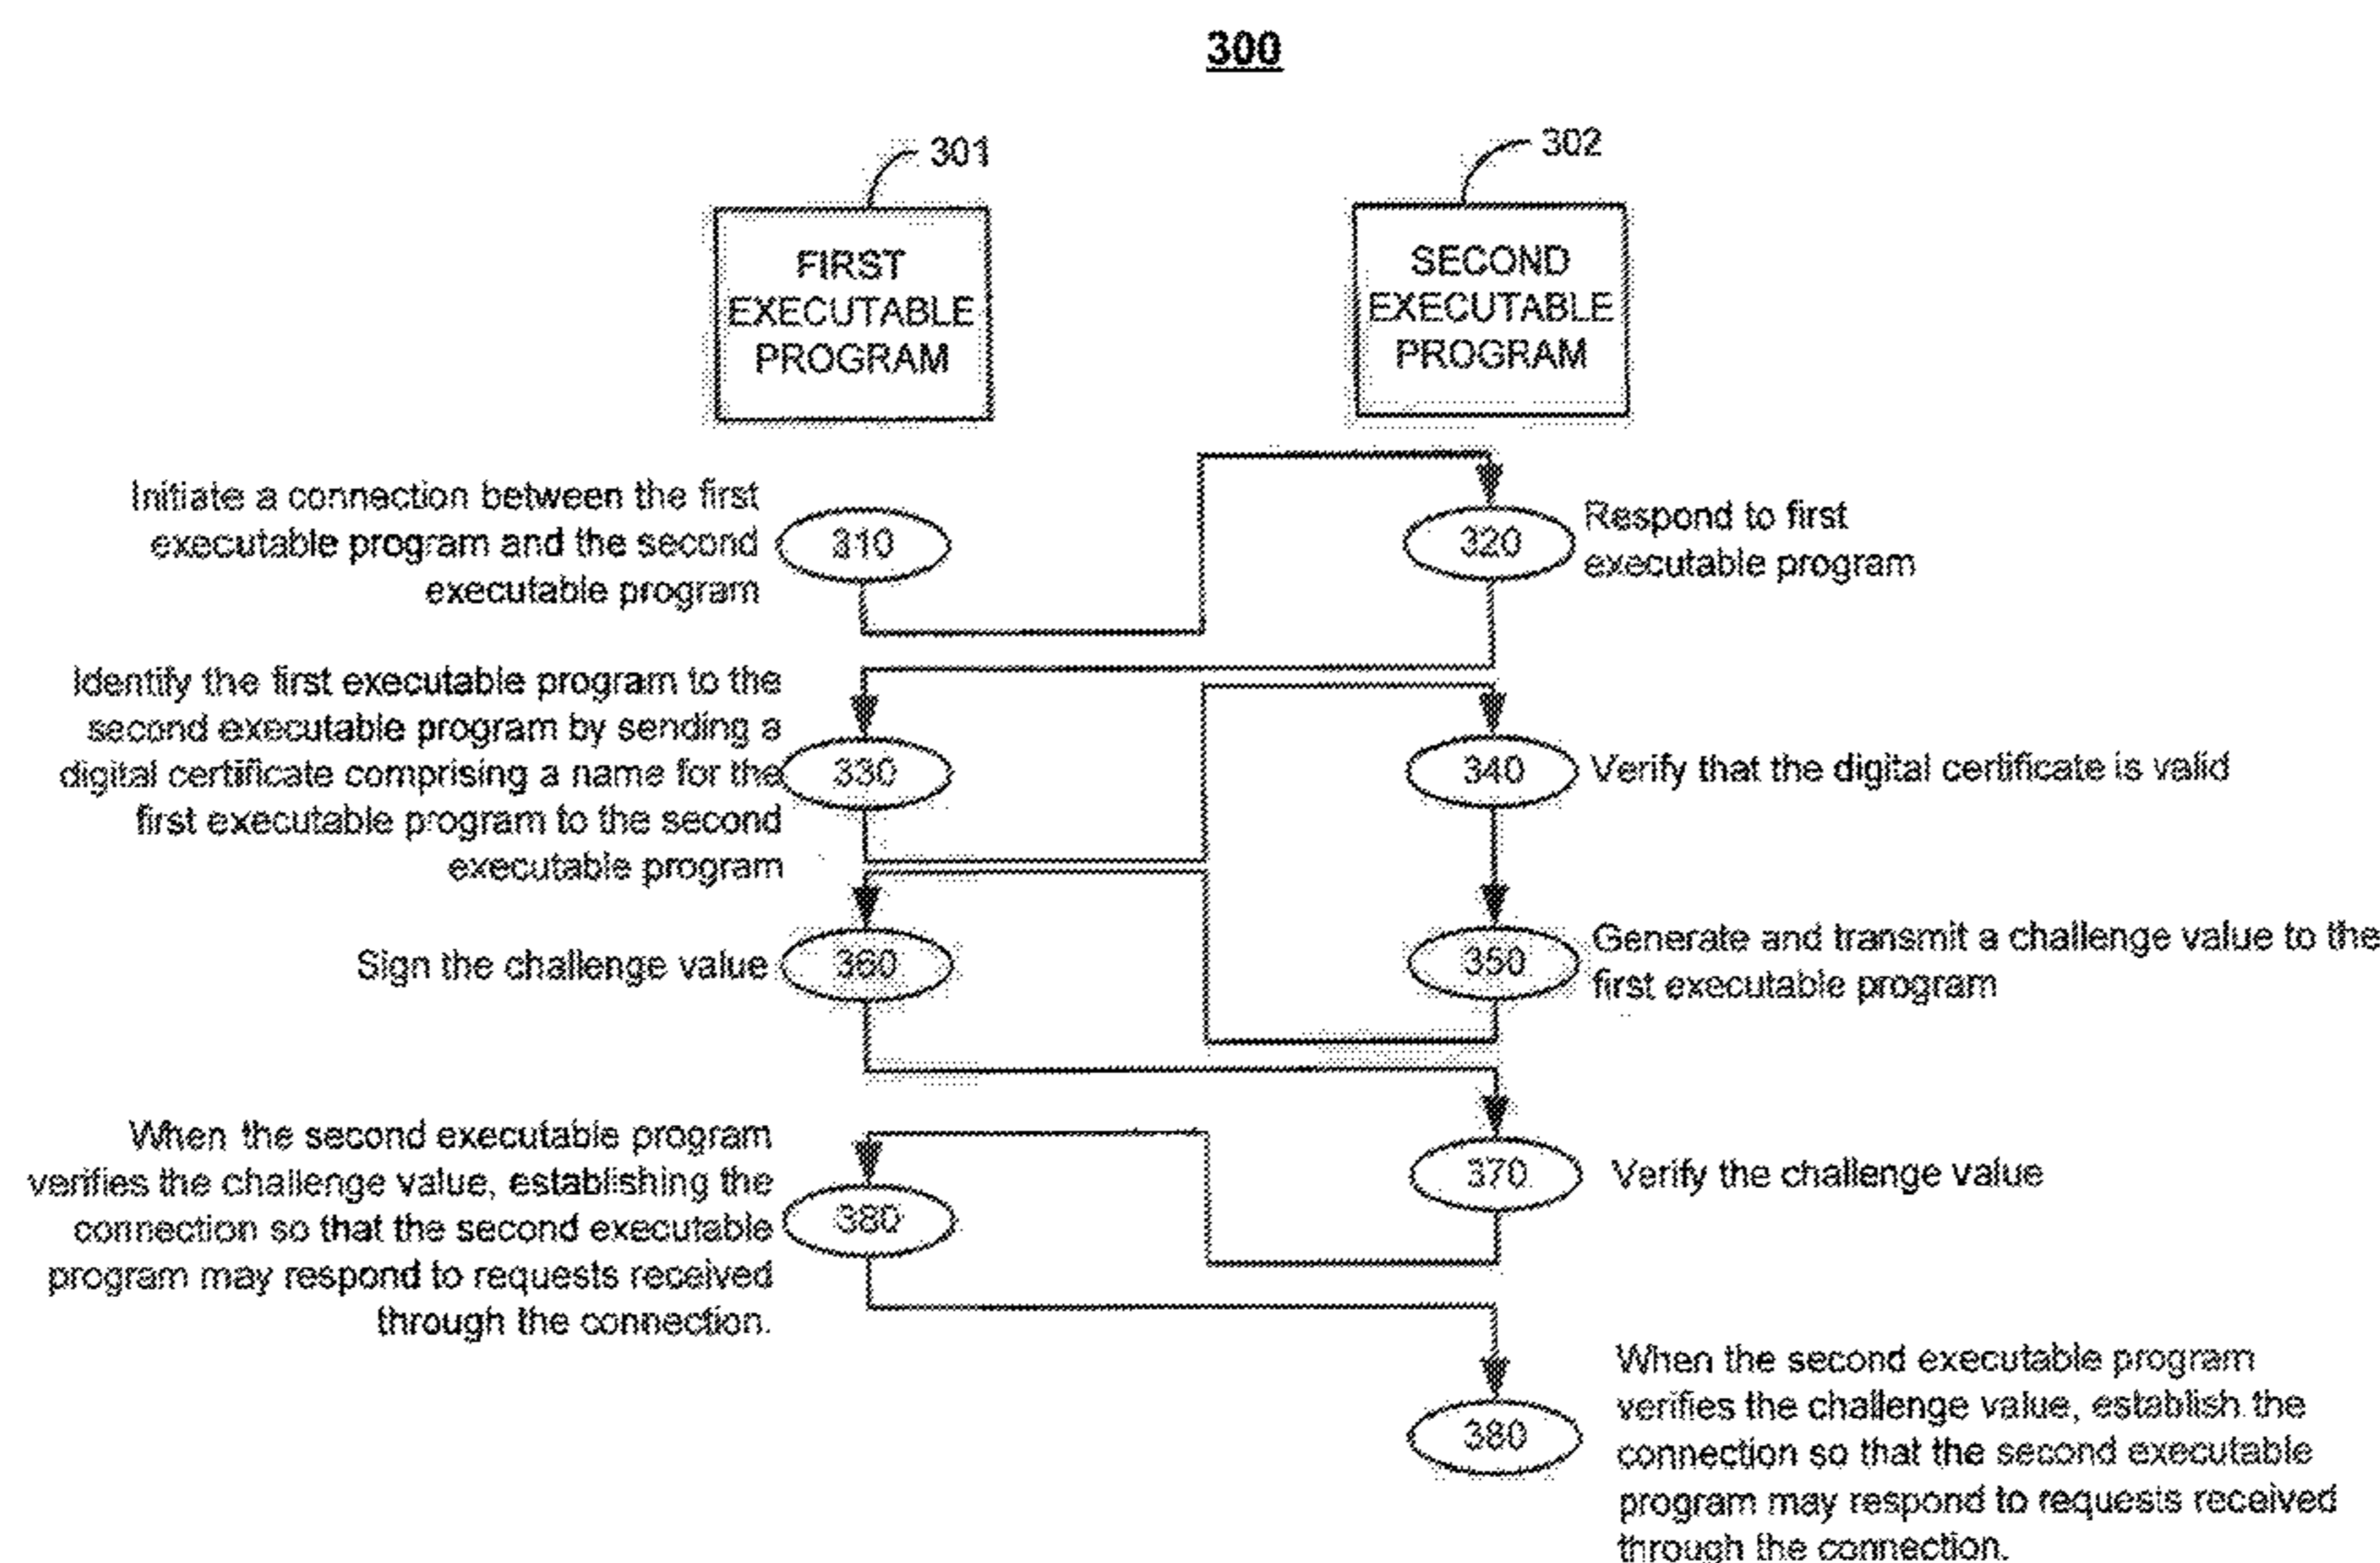 300
301
302
FIRST
EXECUTABLE
PROGRAM
SECOND
EXECUTABLE
PROGRAM
Initiate a connection between the first
executable program and the second
executable program
310
320
Respond to first
executable program
Identify the first executable program to the
second executable program by sending a
digital certificate comprising a name for the
first executable program to the second
executable program
330
340
Verify that the digital certificate is valid
Sign the challenge value
360
350
Generate and transmit a challenge value to the
first executable program
370
Verify the challenge value
When the second executable program
verifies the challenge value, establishing the
connection so that the second executable
program may respond to requests received
through the connection.
380
380
When the second executable program
verifies the challenge value, establish the
connection so that the second executable
program may respond to requests received
through the connection.